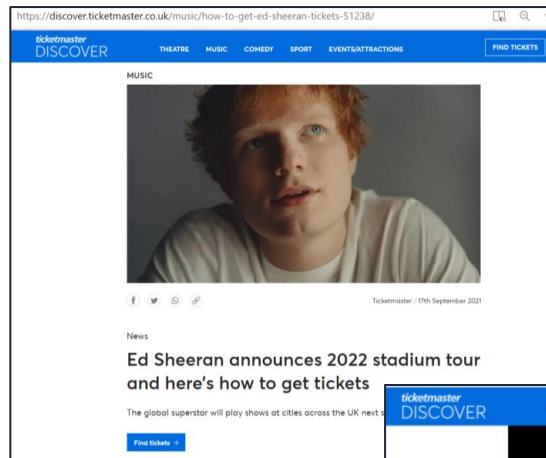 https://discover.ticketmaster.co.uk/music/how-to-get-ed-sheeran-tickets-51238/
ticketmaster
DISCOVER
THEATRE MUSIC COMEDY SPORT EVENTS/ATTRACTIONS
FIND TICKETS
MUSIC
Ticketmaster / 17th September 2021
News
Ed Sheeran announces 2022 stadium tour
and here's how to get tickets
The global superstar will play shows at cities across the UK next
Find tickets →
ticketmaster
DISCOVER